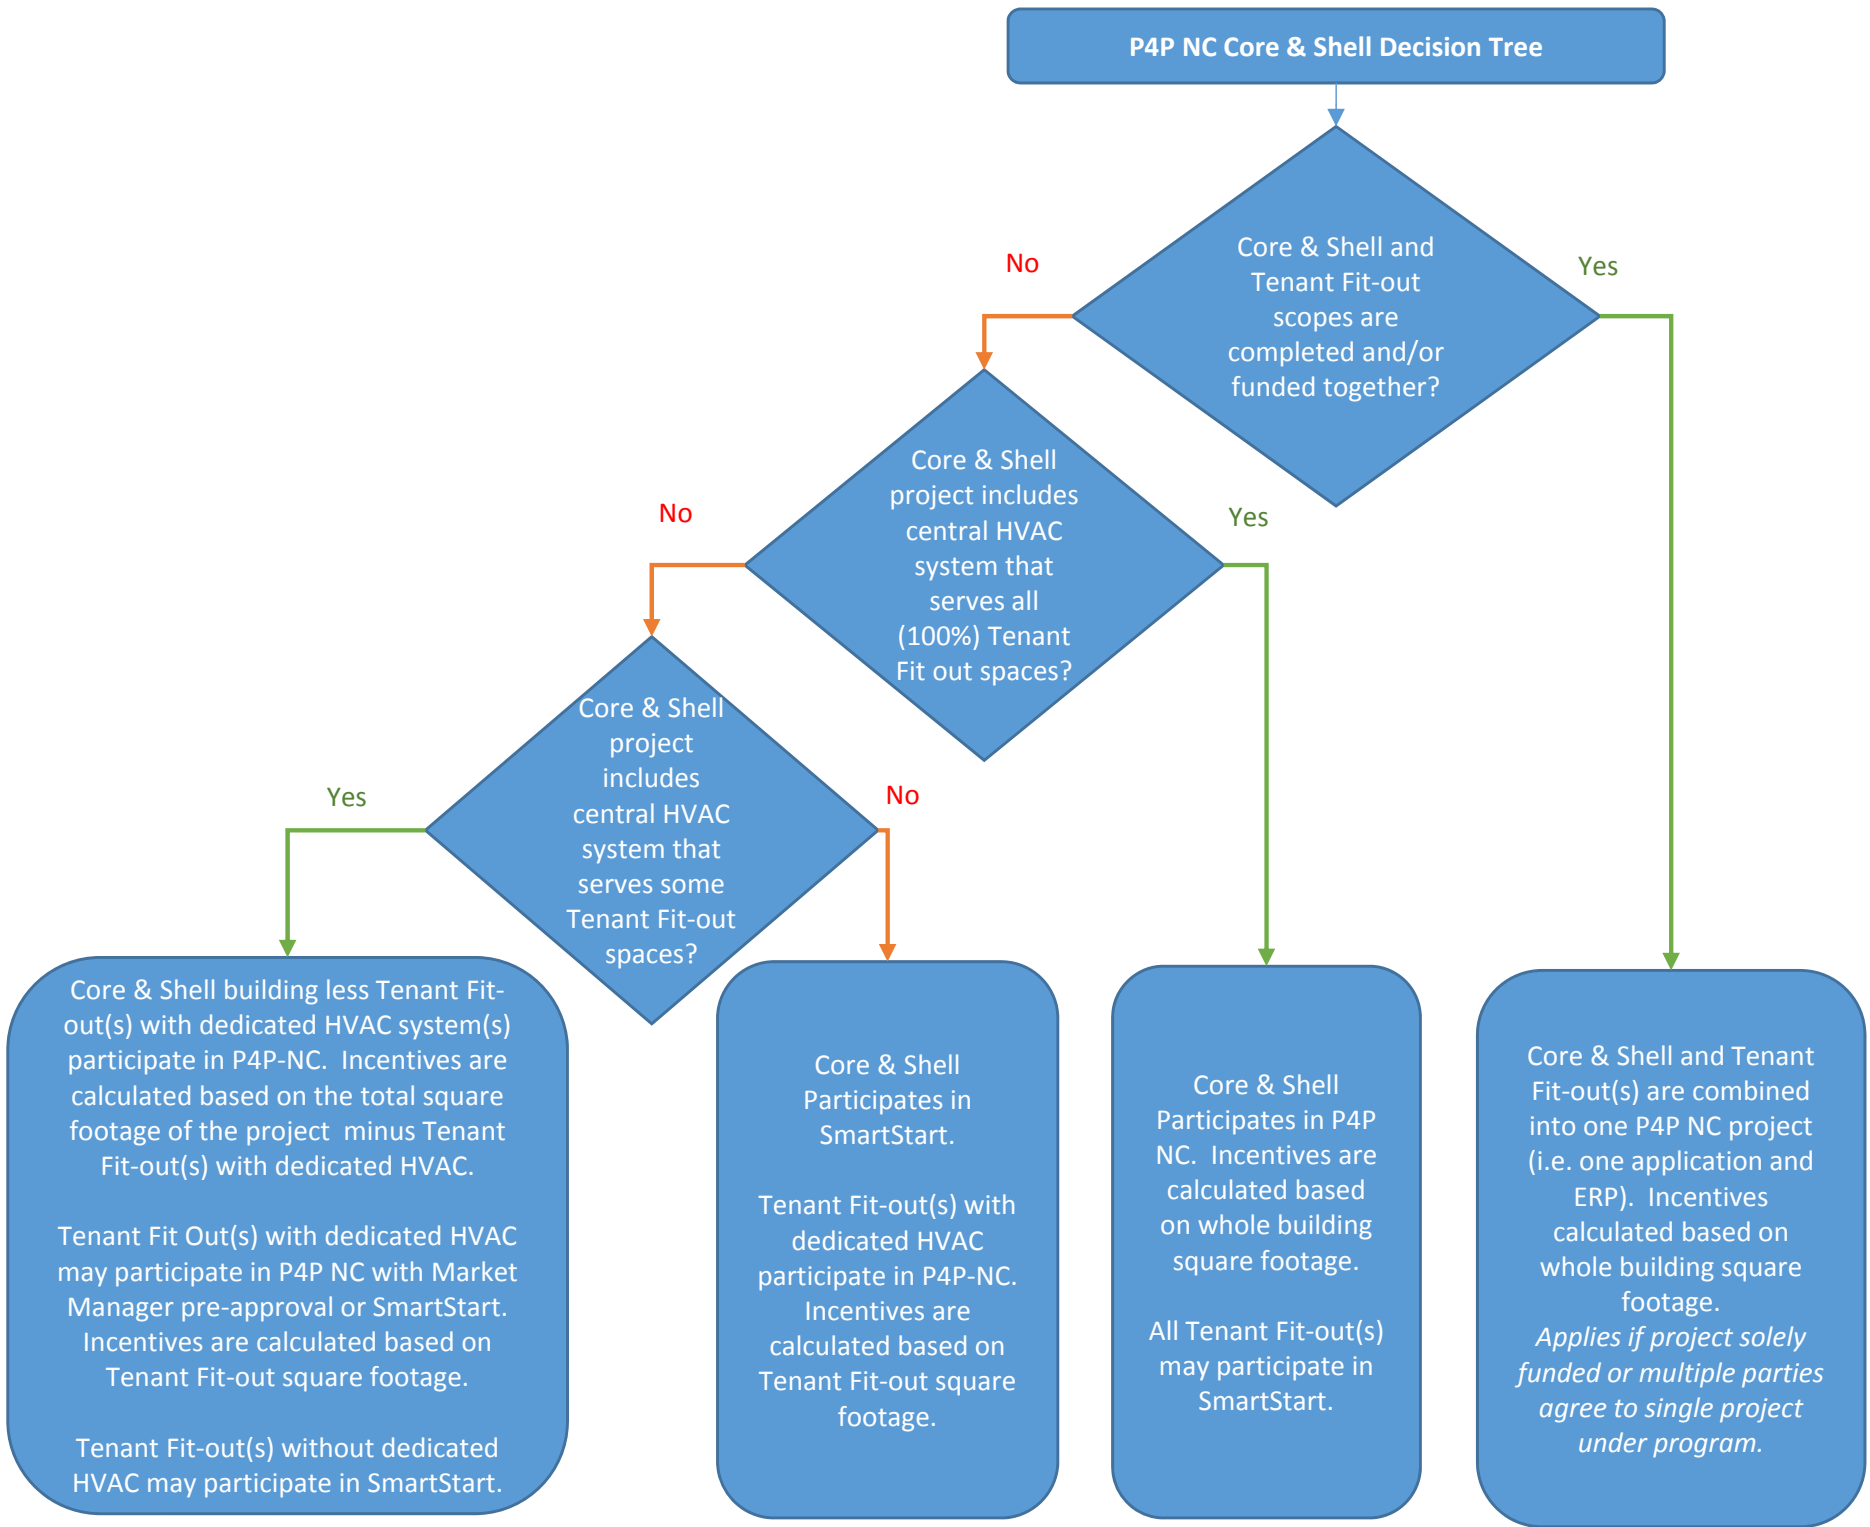 P4P NC Core & Shell Decision Tree
Core & Shell and
Tenant Fit-out
scopes are
completed and/or
funded together?
No
Yes
Core & Shell
project includes
central HVAC
system that
serves all
(100%) Tenant
Fit out spaces?
No
Yes
Core & Shell
project
includes
central HVAC
system that
serves some
Tenant Fit-out
spaces?
Yes
No
Core & Shell building less Tenant Fit-
out(s) with dedicated HVAC system(s)
participate in P4P-NC.  Incentives are
calculated based on the total square
footage of the project  minus Tenant
Fit-out(s) with dedicated HVAC.
Tenant Fit Out(s) with dedicated HVAC
may participate in P4P NC with Market
Manager pre-approval or SmartStart.
Incentives are calculated based on
Tenant Fit-out square footage.
Tenant Fit-out(s) without dedicated
HVAC may participate in SmartStart.
Core & Shell
Participates in
SmartStart.
Tenant Fit-out(s) with
dedicated HVAC
participate in P4P-NC.
Incentives are
calculated based on
Tenant Fit-out square
footage.
Core & Shell
Participates in P4P
NC.  Incentives are
calculated based
on whole building
square footage.
All Tenant Fit-out(s)
may participate in
SmartStart.
Core & Shell and Tenant
Fit-out(s) are combined
into one P4P NC project
(i.e. one application and
ERP).  Incentives
calculated based on
whole building square
footage.
Applies if project solely
funded or multiple parties
agree to single project
under program.